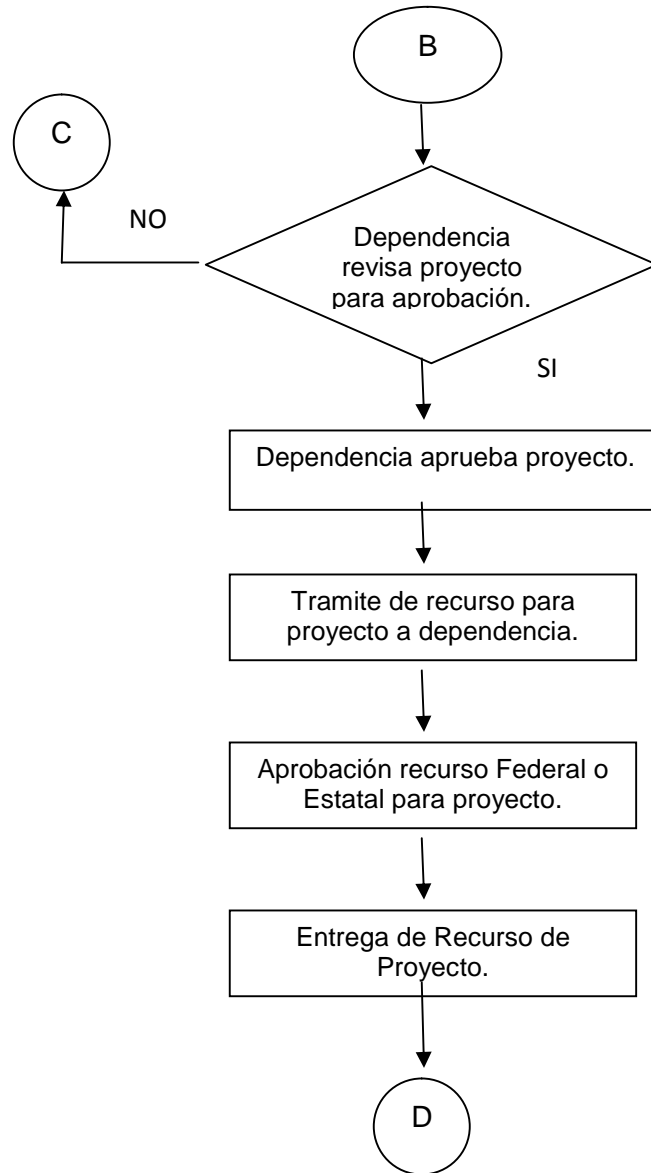 B
C
NO
Dependencia
revisa proyecto
para aprobación.
SI
Dependencia aprueba proyecto.
Tramite de recurso para
proyecto a dependencia.
Aprobación recurso Federal o
Estatal para proyecto.
Entrega de Recurso de
Proyecto.
D